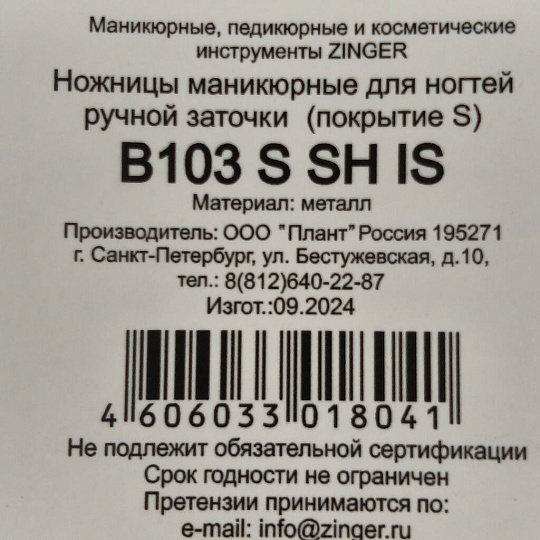 Маникюрные, педикюрные и косметические
инструменты ZINGER
Ножницы маникюрные для ногтей
ручной заточки (покрытие S)
B103 S SH IS
Материал: металл
Производитель: ООО "Плант" Россия 195271
г. Санкт-Петербург, ул. Бестужевская, д.10,
тел.: 8(812)640-22-87
Изгот.:09.2024
4 606033 018041
Не подлежит обязательной сертификации
Срок годности не ограничен
Претензии принимаются по:
e-mail: info@zinger.ru